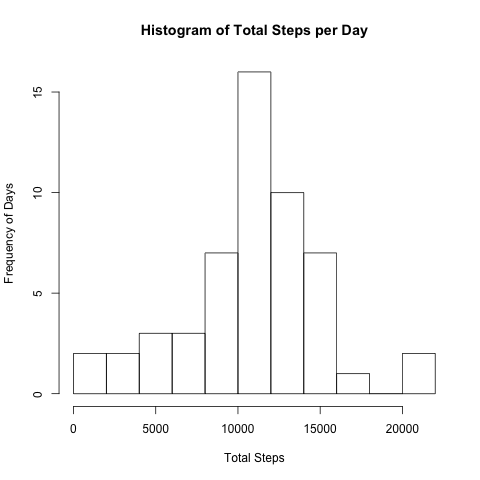 Histogram of Total Steps per Day
Frequency of Days
15
10
5
0
0 5000 10000 15000 20000
Total Steps